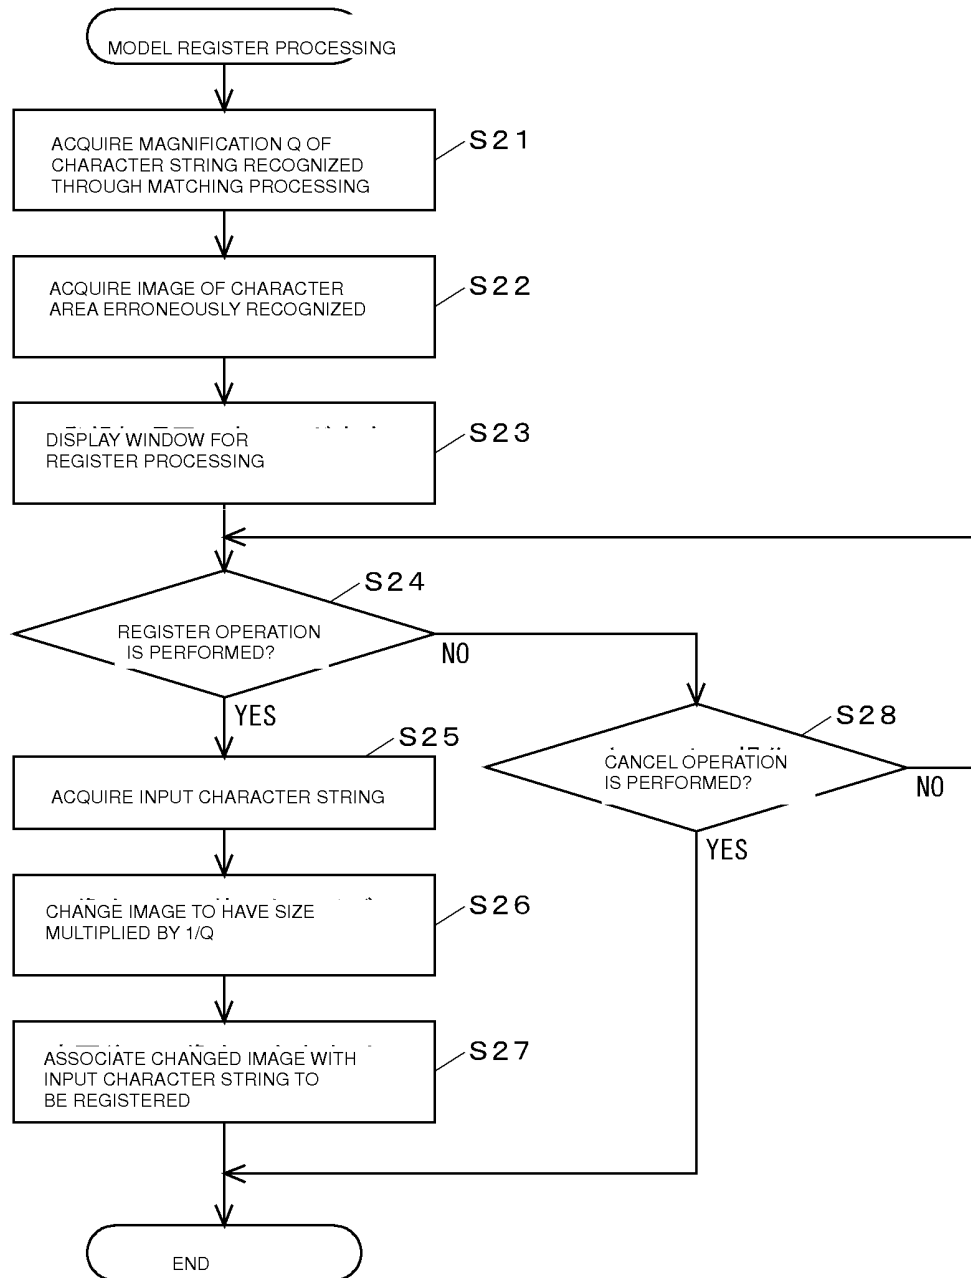 MODEL REGISTER PROCESSING
ACQUIRE MAGNIFICATION Q OF
CHARACTER STRING RECOGNIZED
THROUGH MATCHING PROCESSING
S21
ACQUIRE IMAGE OF CHARACTER
AREA ERRONEOUSLY RECOGNIZED
S22
DISPLAY WINDOW FOR
REGISTER PROCESSING
S23
S24
REGISTER OPERATION
IS PERFORMED?
NO
YES
S28
CANCEL OPERATION
IS PERFORMED?
NO
YES
S25
ACQUIRE INPUT CHARACTER STRING
CHANGE IMAGE TO HAVE SIZE
MULTIPLIED BY 1/Q
S26
ASSOCIATE CHANGED IMAGE WITH
INPUT CHARACTER STRING TO
BE REGISTERED
S27
END